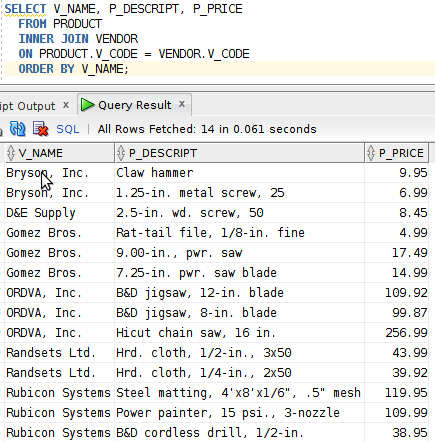 SELECT V_NAME, P_DESCRIPT, P_PRICE
FROM PRODUCT
INNER JOIN VENDOR
ON PRODUCT.V_CODE = VENDOR.V_CODE
ORDER BY V_NAME;
ipt Output x Query Result x
SQL | All Rows Fetched: 14 in 0.061 seconds
V_NAME P_DESCRIPT P_PRICE
Bryson, Inc. Claw hammer 9.95
Bryson, Inc. 1.25-in. metal screw, 25 6.99
D&E Supply 2.5-in. wd. screw, 50 8.45
Gomez Bros. Rat-tail file, 1/8-in. fine 4.99
Gomez Bros. 9.00-in., pwr. saw 17.49
Gomez Bros. 7.25-in. pwr. saw blade 14.99
ORDVA, Inc. B&D jigsaw, 12-in. blade 109.92
ORDVA, Inc. B&D jigsaw, 8-in. blade 99.87
ORDVA, Inc. Hicut chain saw, 16 in. 256.99
Randsets Ltd. Hrd. cloth, 1/2-in., 3x50 43.99
Randsets Ltd. Hrd. cloth, 1/4-in., 2x50 39.92
Rubicon Systems Steel matting, 4'x8'x1/6", .5" mesh 119.95
Rubicon Systems Power painter, 15 psi., 3-nozzle 109.99
Rubicon Systems B&D cordless drill, 1/2-in. 38.95